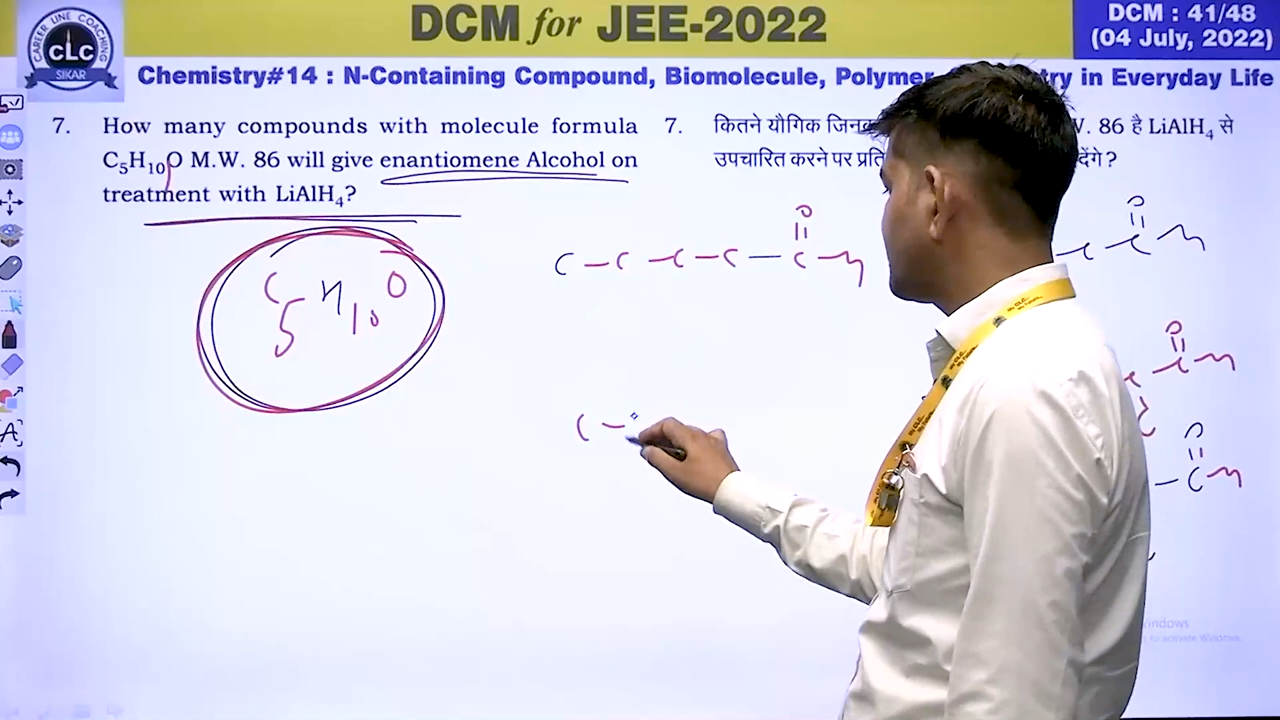 DCM for JEE-2022
DCM : 41/48
(04 July, 2022)
CAREER LINE COACHING
CLC
SIKAR
Chemistry#14 : N-Containing Compound, Biomolecule, Polymer
try in Everyday Life
7. How many compounds with molecule formula
C₅H₁₀O M.W. 86 will give enantiomene Alcohol on
treatment with LiAlH₄?
7. कितने यौगिक
. 86 है LiAlH₄ से
उपचारित करने पर
देंगे ?
C₅H₁₀O
O
C-C-C-C-C-H
O
-C-C-H
O
C-C-H
O
-C-H
C-